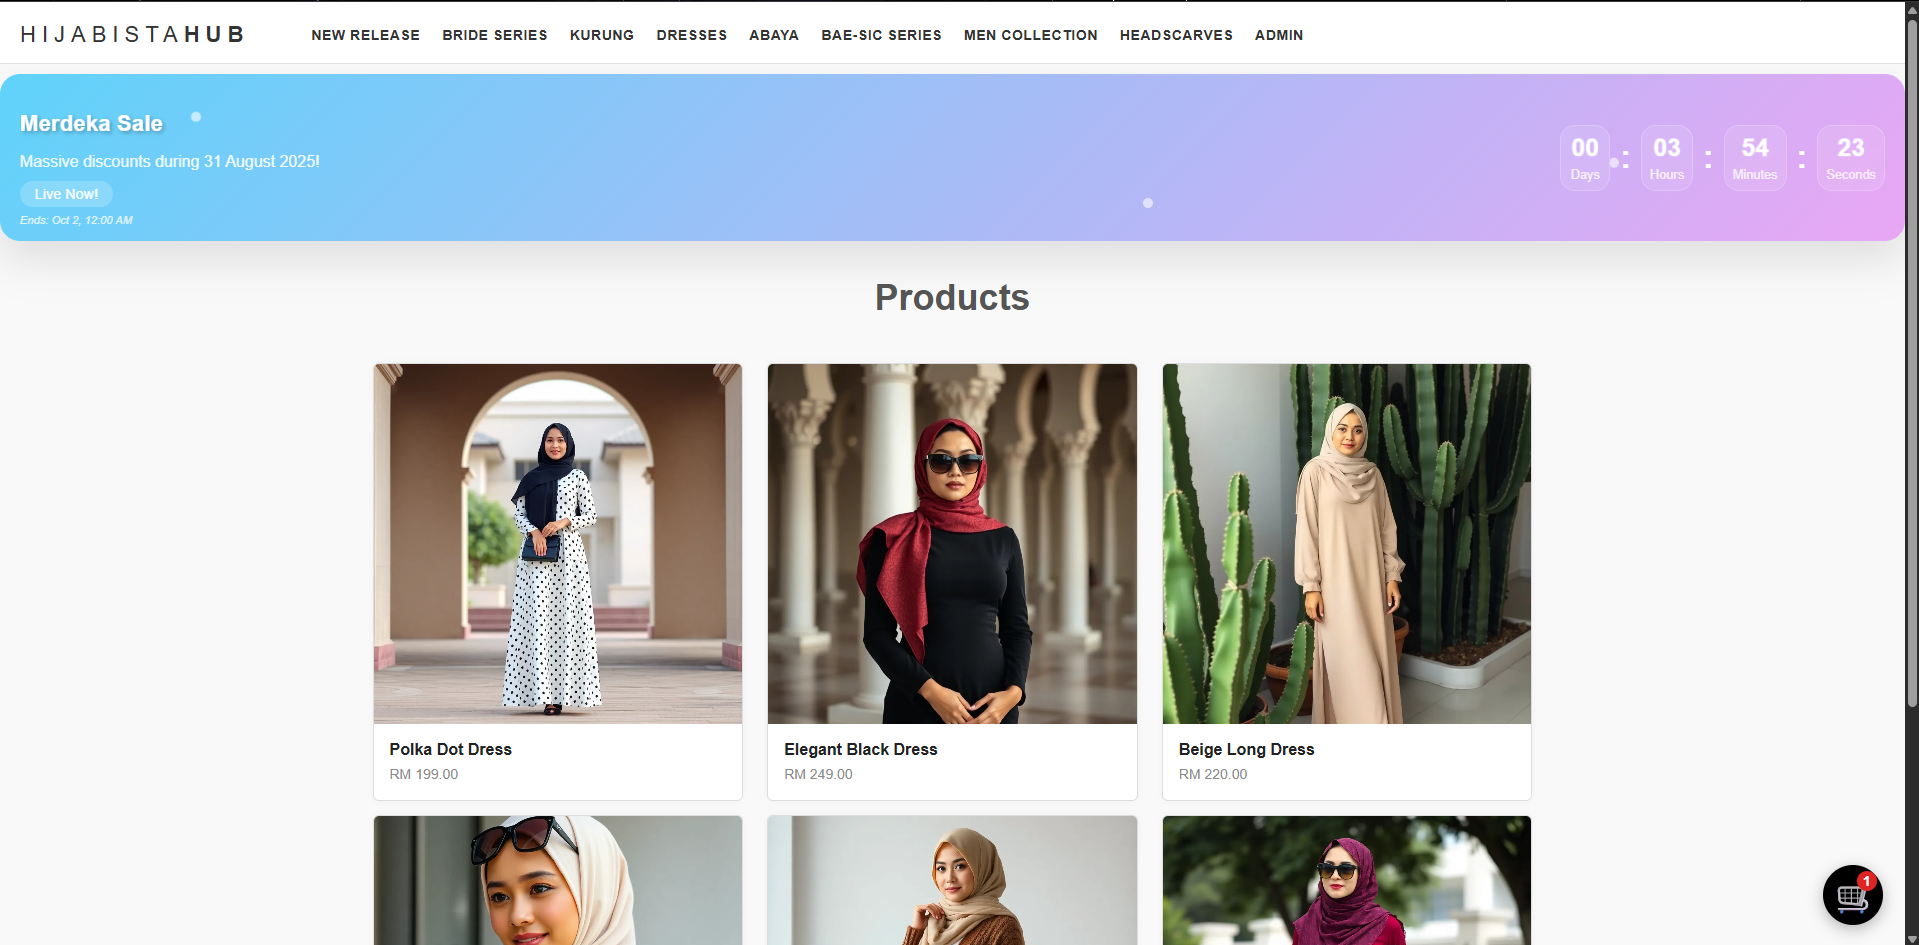 HIJABISTAHUB
NEW RELEASE BRIDE SERIES KURUNG DRESSES ABAYA BAE-SIC SERIES MEN COLLECTION HEADSCARVES ADMIN
Merdeka Sale
Massive discounts during 31 August 2025!
Live Now!
Ends: Oct 2, 12:00 AM
00 : 03 : 54 : 23
Days Hours Minutes Seconds
Products
Polka Dot Dress
RM 199.00
Elegant Black Dress
RM 249.00
Beige Long Dress
RM 220.00
1